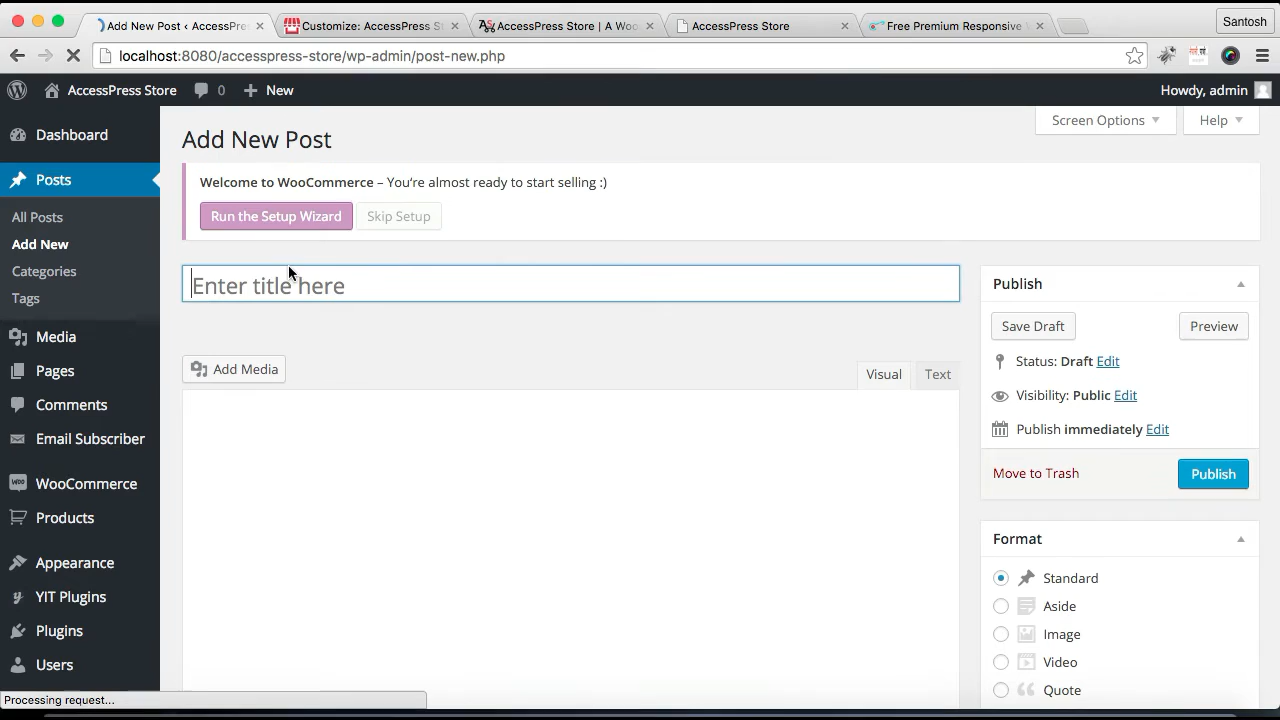 Add New Post ‹ AccessPres
Customize: AccessPress St
AccessPress Store | A Woo
AccessPress Store
Free Premium Responsive
Santosh
localhost:8080/accesspress-store/wp-admin/post-new.php
AccessPress Store
0
New
Howdy, admin
Screen Options
Help
Dashboard
Posts
All Posts
Add New
Categories
Tags
Media
Pages
Comments
Email Subscriber
WooCommerce
Products
Appearance
YIT Plugins
Plugins
Users
Add New Post
Welcome to WooCommerce – You're almost ready to start selling :)
Run the Setup Wizard
Skip Setup
Enter title here
Add Media
Visual
Text
Publish
Save Draft
Preview
Status: Draft Edit
Visibility: Public Edit
Publish immediately Edit
Move to Trash
Publish
Format
Standard
Aside
Image
Video
Quote
Processing request...